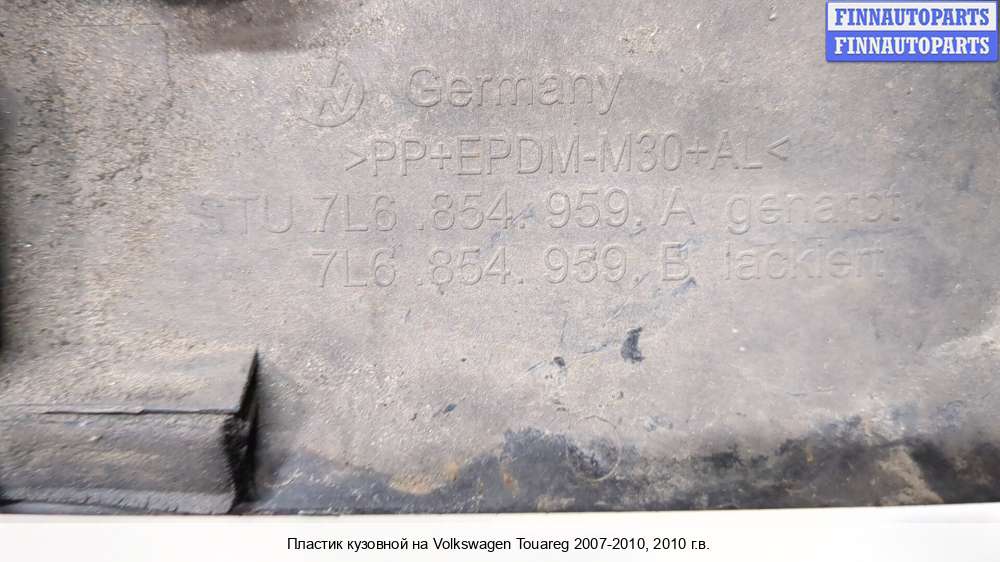 FINNAUTOPARTS
FINNAUTOPARTS
Germany
>PP+EPDM-M30+AL<
STU 7L6 .854. 959. A genarbt
7L6 .854. 959. B lackiert
Пластик кузовной на Volkswagen Touareg 2007-2010, 2010 г.в.